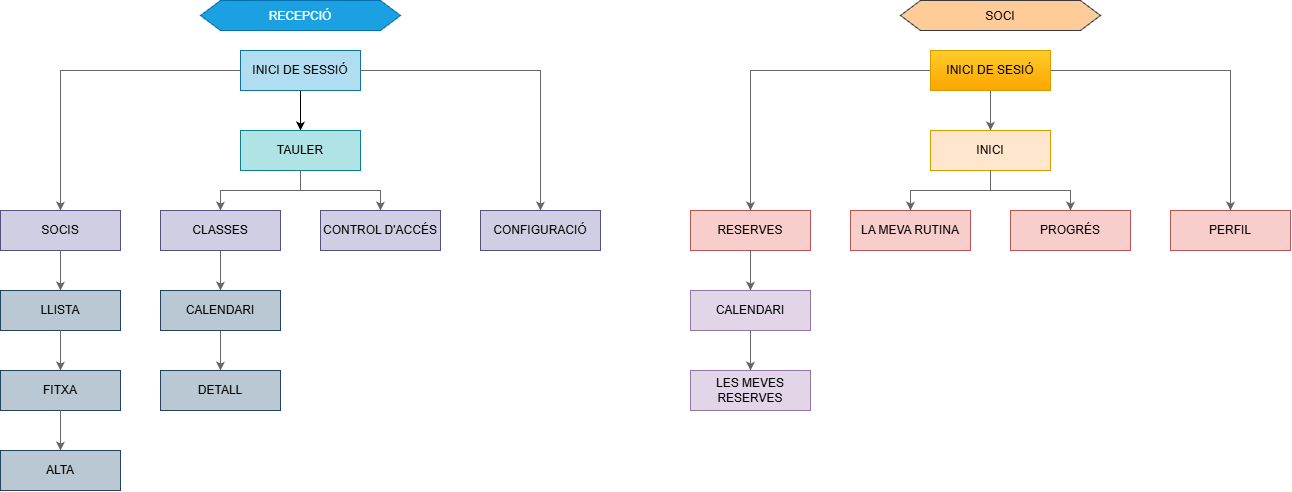 RECEPCIÓ
SOCI
INICI DE SESSIÓ
INICI DE SESIÓ
TAULER
INICI
SOCIS
CLASSES
CONTROL D'ACCÉS
CONFIGURACIÓ
RESERVES
LA MEVA RUTINA
PROGRÉS
PERFIL
LLISTA
CALENDARI
CALENDARI
FITXA
DETALL
LES MEVES
RESERVES
ALTA